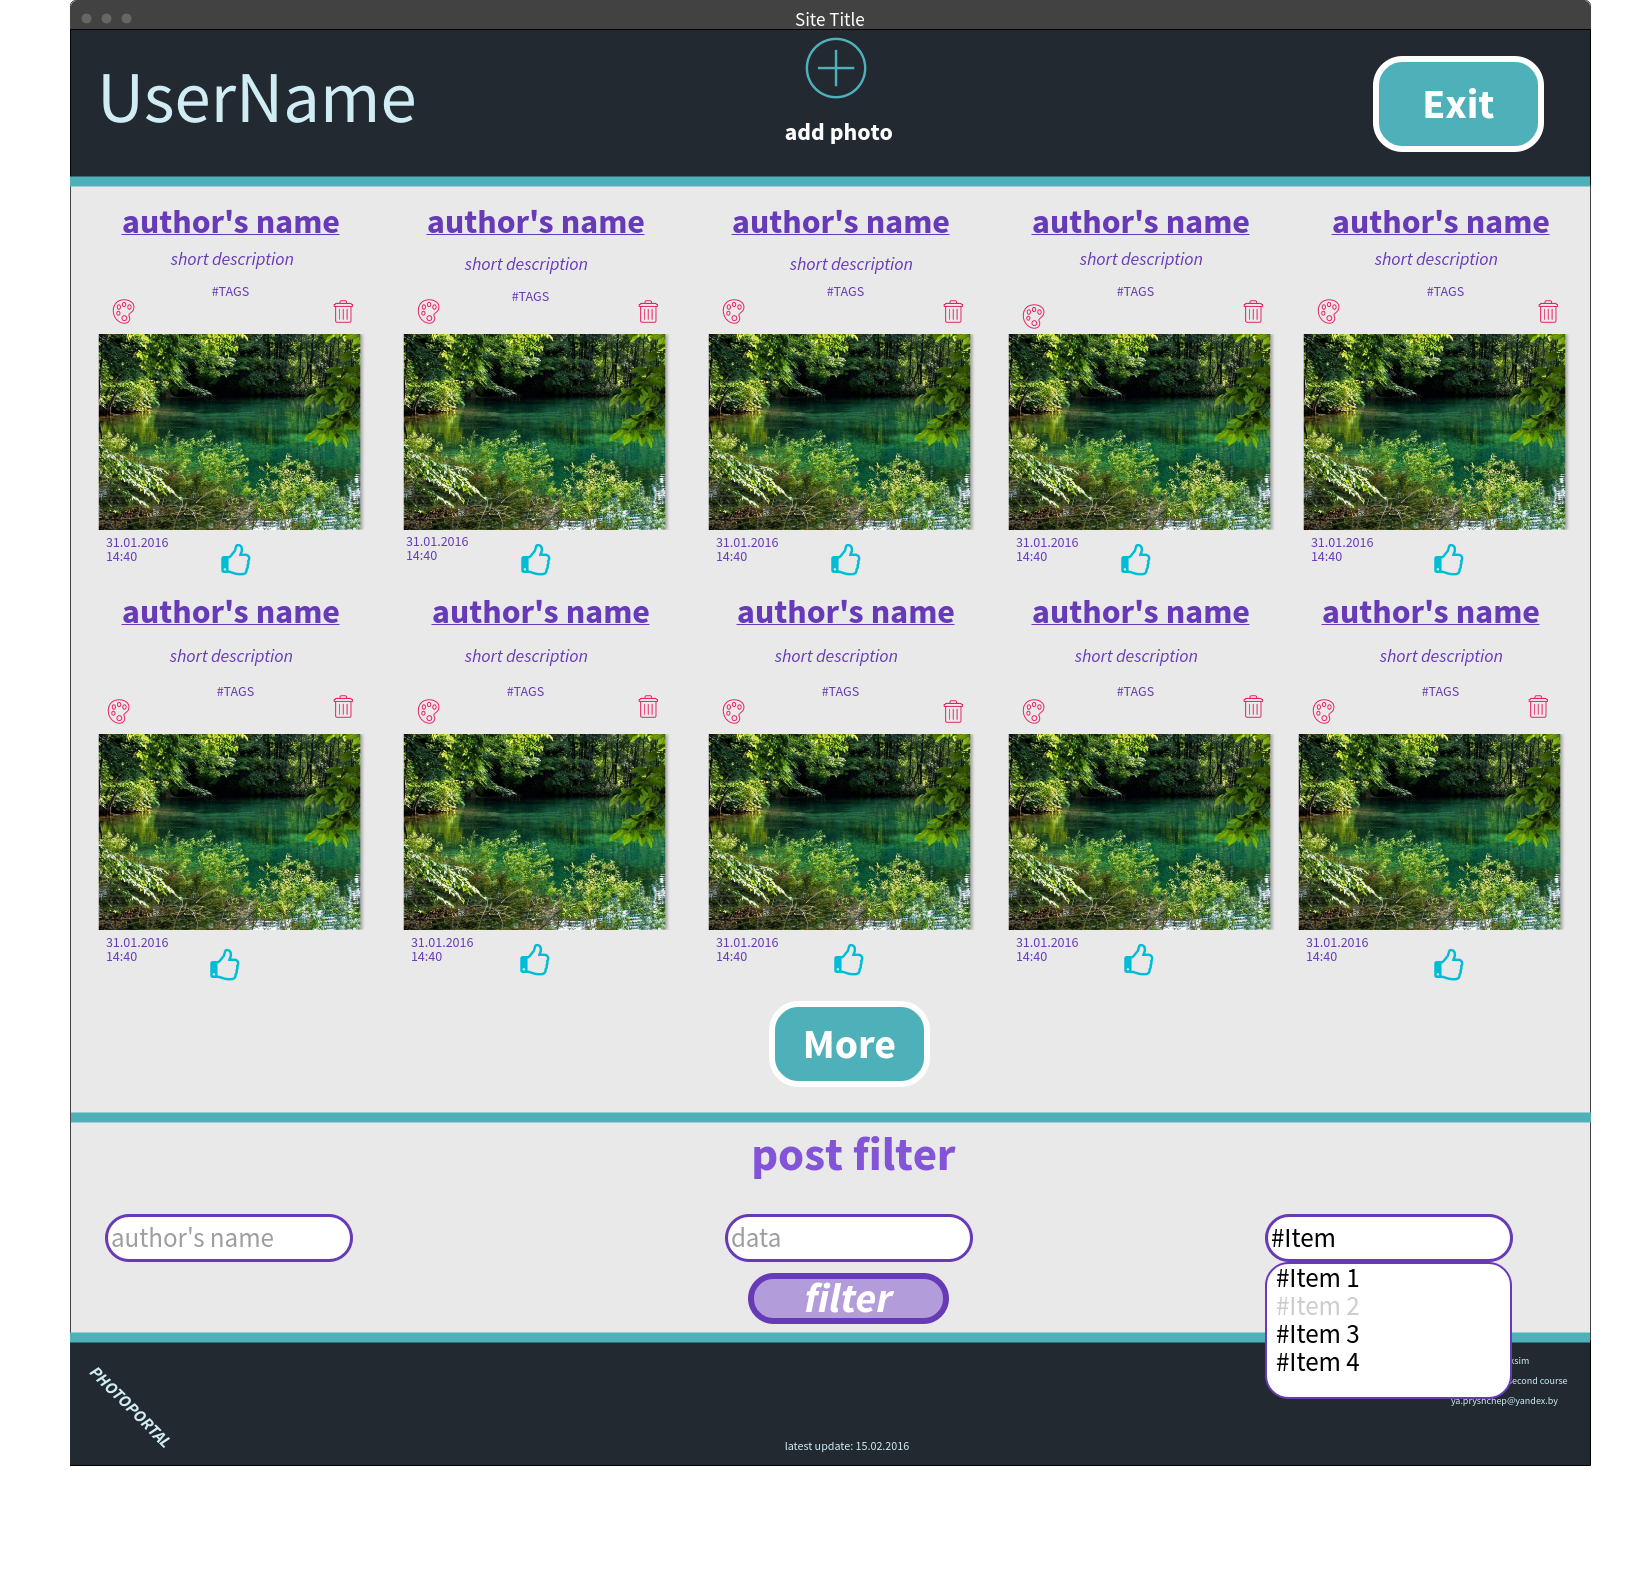 Site Title
UserName
add photo
Exit
author's name author's name author's name author's name author's name
short description short description short description short description short description
#TAGS #TAGS #TAGS #TAGS #TAGS
31.01.2016 31.01.2016 31.01.2016 31.01.2016 31.01.2016
14:40 14:40 14:40 14:40 14:40
author's name author's name author's name author's name author's name
short description short description short description short description short description
#TAGS #TAGS #TAGS #TAGS #TAGS
31.01.2016 31.01.2016 31.01.2016 31.01.2016 31.01.2016
14:40 14:40 14:40 14:40 14:40
More
post filter
author's name data #Item
filter
#Item 1
#Item 2
#Item 3
#Item 4
PHOTOPORTAL
course
ya.pryshchep@yandex.by
latest update: 15.02.2016